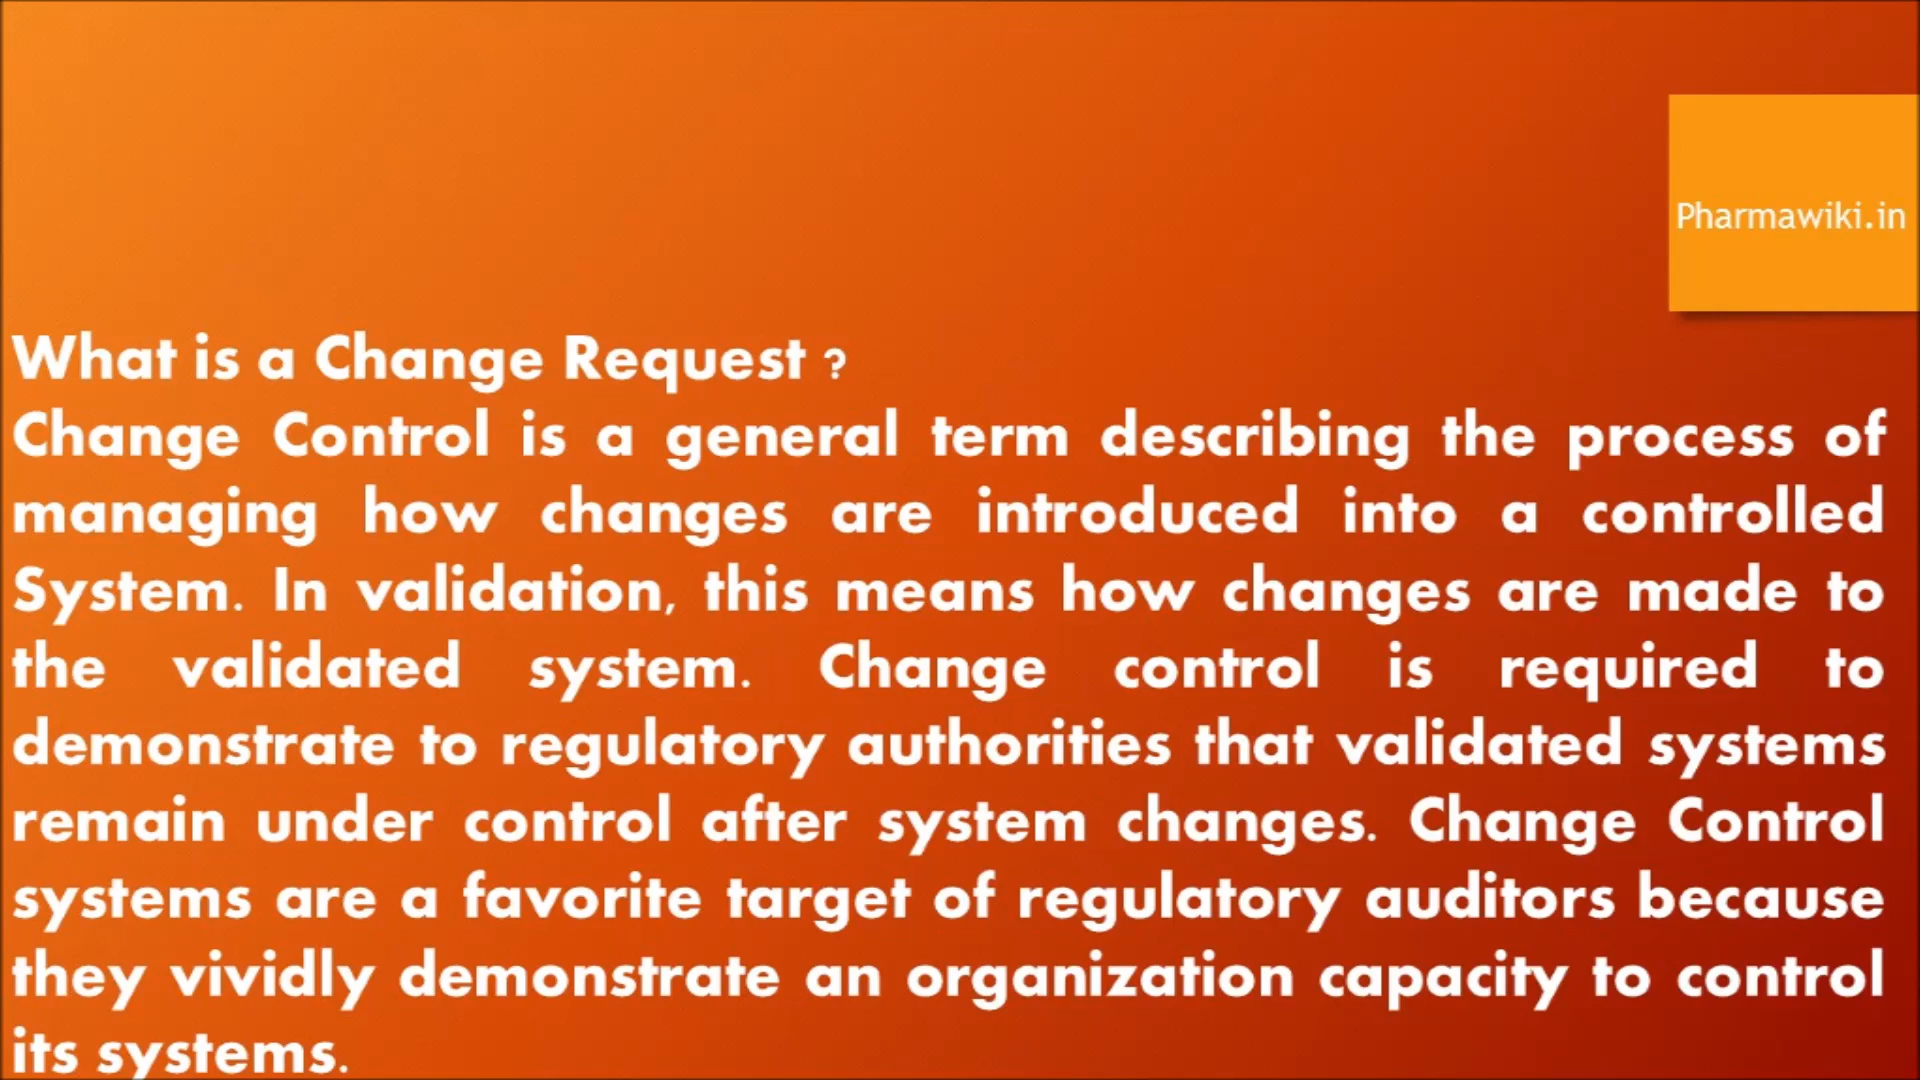 Pharmawiki.in
What is a Change Request ?
Change Control is a general term describing the process of
managing how changes are introduced into a controlled
System. In validation, this means how changes are made to
the validated system. Change control is required to
demonstrate to regulatory authorities that validated systems
remain under control after system changes. Change Control
systems are a favorite target of regulatory auditors because
they vividly demonstrate an organization capacity to control
its systems.